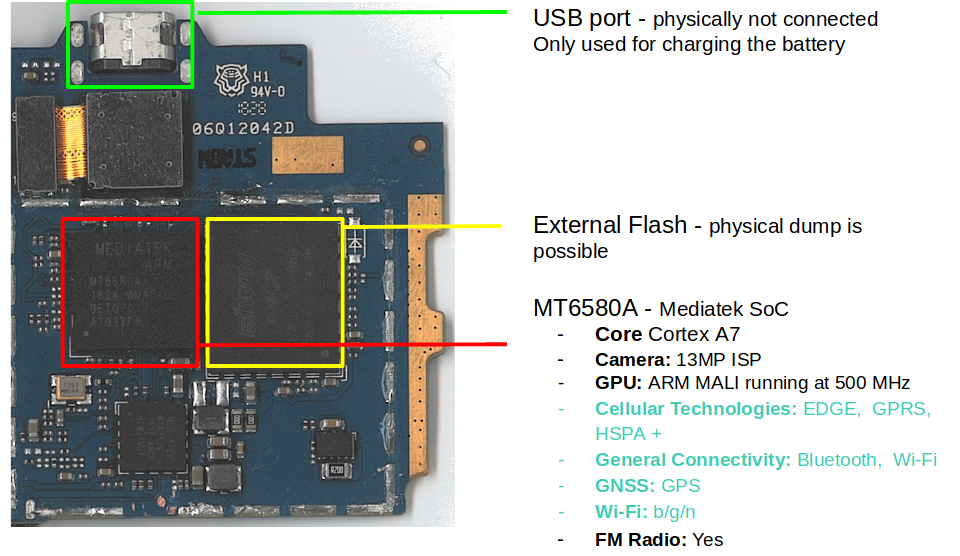 USB port - physically not connected
Only used for charging the battery
H1
94V-0
06Q12042D
MEDIATEK
ARM
External Flash - physical dump is
possible
MT6580A - Mediatek SoC
- Core Cortex A7
- Camera: 13MP ISP
- GPU: ARM MALI running at 500 MHz
- Cellular Technologies: EDGE, GPRS,
HSPA +
- General Connectivity: Bluetooth, Wi-Fi
- GNSS: GPS
- Wi-Fi: b/g/n
- FM Radio: Yes